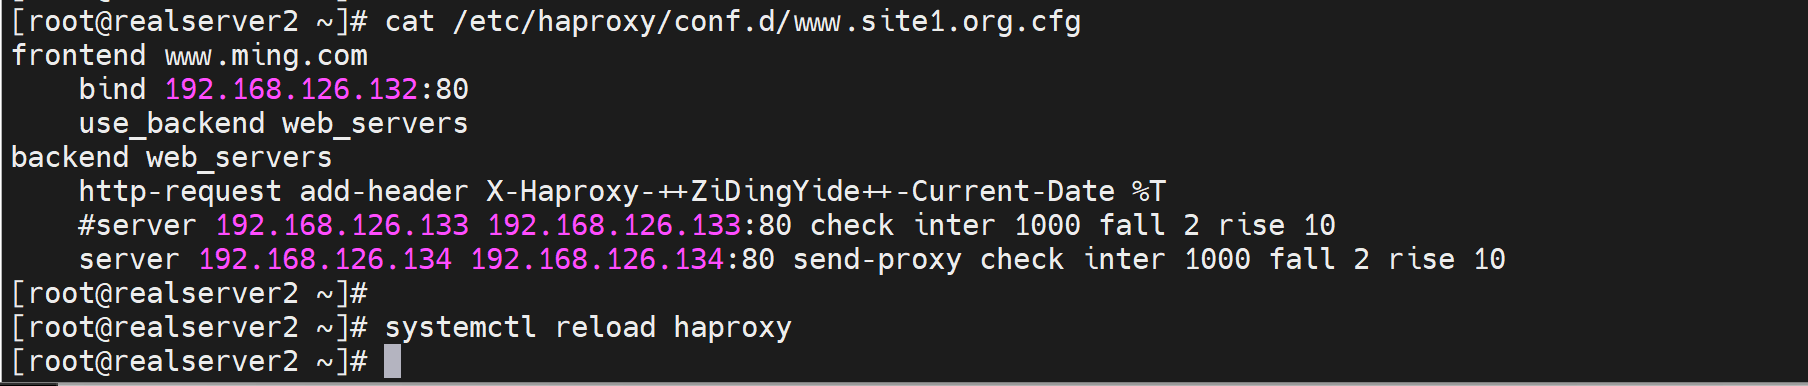 [root@realserver2 ~]# cat /etc/haproxy/conf.d/www.site1.org.cfg
frontend www.ming.com
    bind 192.168.126.132:80
    use_backend web_servers
backend web_servers
    http-request add-header X-Haproxy-++ZiDingYide++-Current-Date %T
    #server 192.168.126.133 192.168.126.133:80 check inter 1000 fall 2 rise 10
    server 192.168.126.134 192.168.126.134:80 send-proxy check inter 1000 fall 2 rise 10
[root@realserver2 ~]#
[root@realserver2 ~]# systemctl reload haproxy
[root@realserver2 ~]#